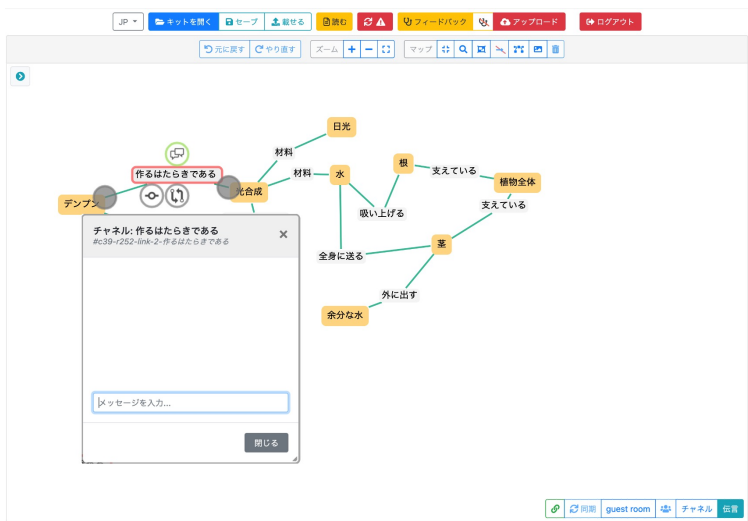 JP
キットを開く
セーブ
載せる
読む
フィードバック
アップロード
ログアウト
元に戻す
やり直す
ズーム
マップ
日光
材料
作るはたらきである
光合成
材料
水
根
支えている
植物全体
デンプン
吸い上げる
支えている
茎
全身に送る
外に出す
余分な水
チャネル: 作るはたらきである
#c39-r252-link-2-作るはたらきである
メッセージを入力...
閉じる
同期
guest room
チャネル
伝言